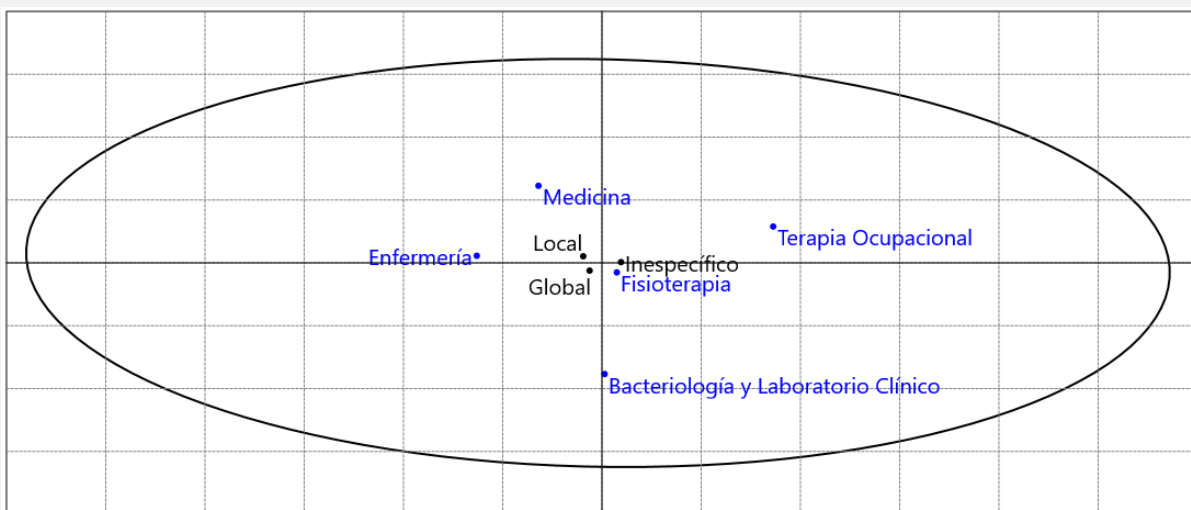 Medicina
Terapia Ocupacional
Local
Enfermería
Inespecífico
Global
Fisioterapia
Bacteriología y Laboratorio Clínico